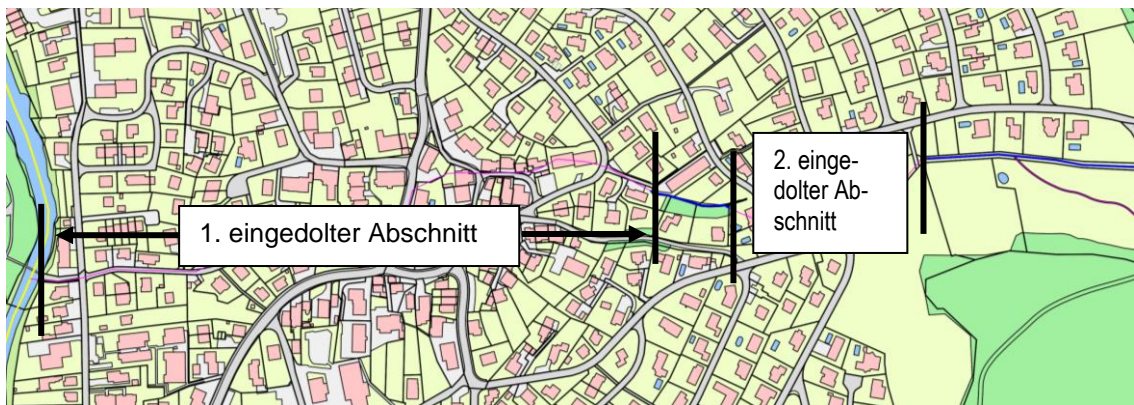 1. eingedolter Abschnitt
2. einge-
dolter Ab-
schnitt